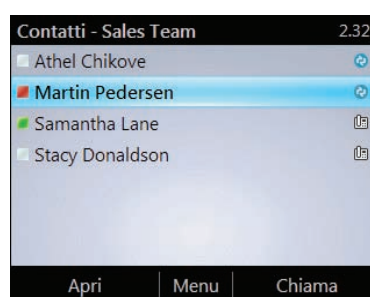 Contatti - Sales Team 2.32
Athel Chikove
Martin Pedersen
Samantha Lane
Stacy Donaldson
Apri Menu Chiama